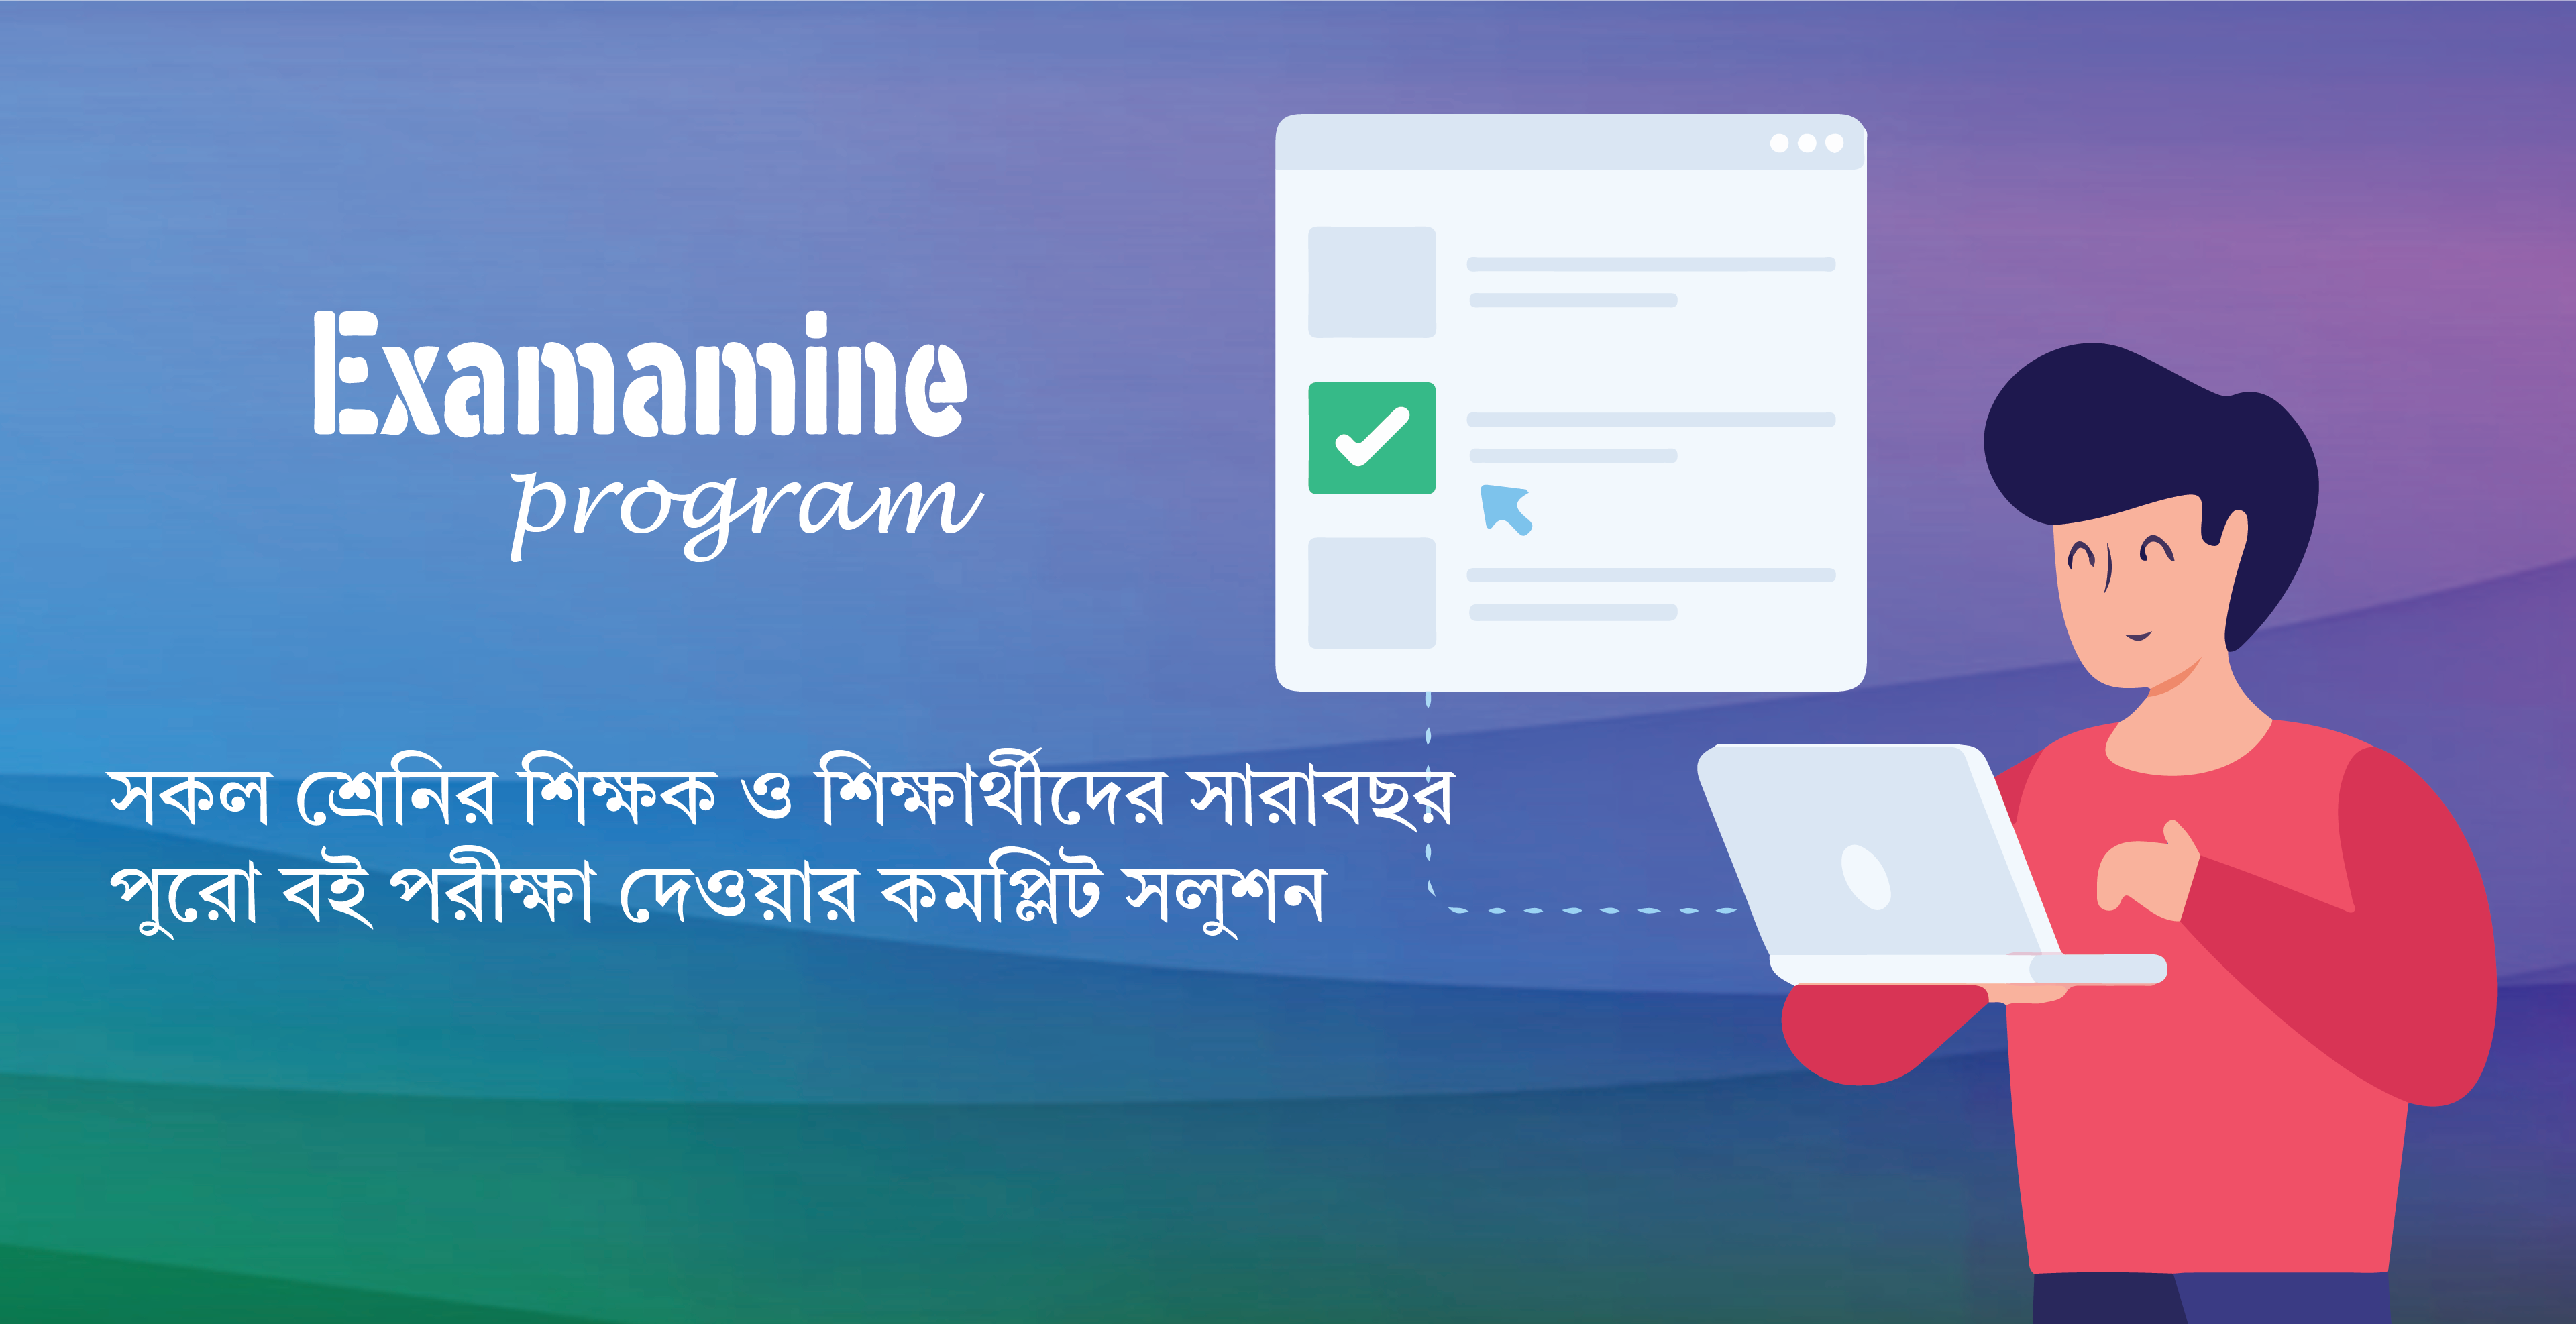 Examamine
program
সকল শ্রেনির শিক্ষক ও শিক্ষার্থীদের সারাবছর
পুরো বই পরীক্ষা দেওয়ার কমপ্লিট সলুশন